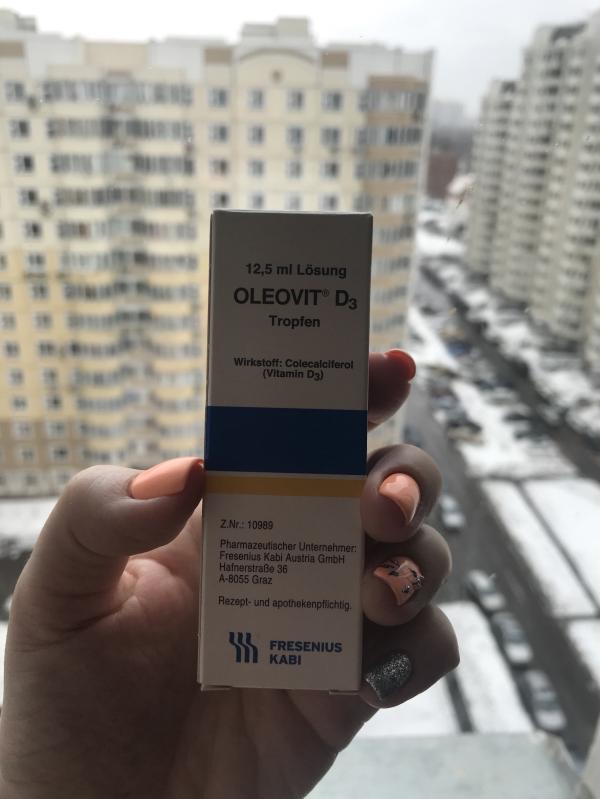 12,5 ml Lösung
OLEOVIT® D3
Tropfen
Wirkstoff: Colecalciferol
(Vitamin D3)
Z.Nr.: 10989
Pharmazeutischer Unternehmer:
Fresenius Kabi Austria GmbH
Hafnerstraße 36
A-8055 Graz
Rezept- und apothekenpflichtig.
FRESENIUS
KABI